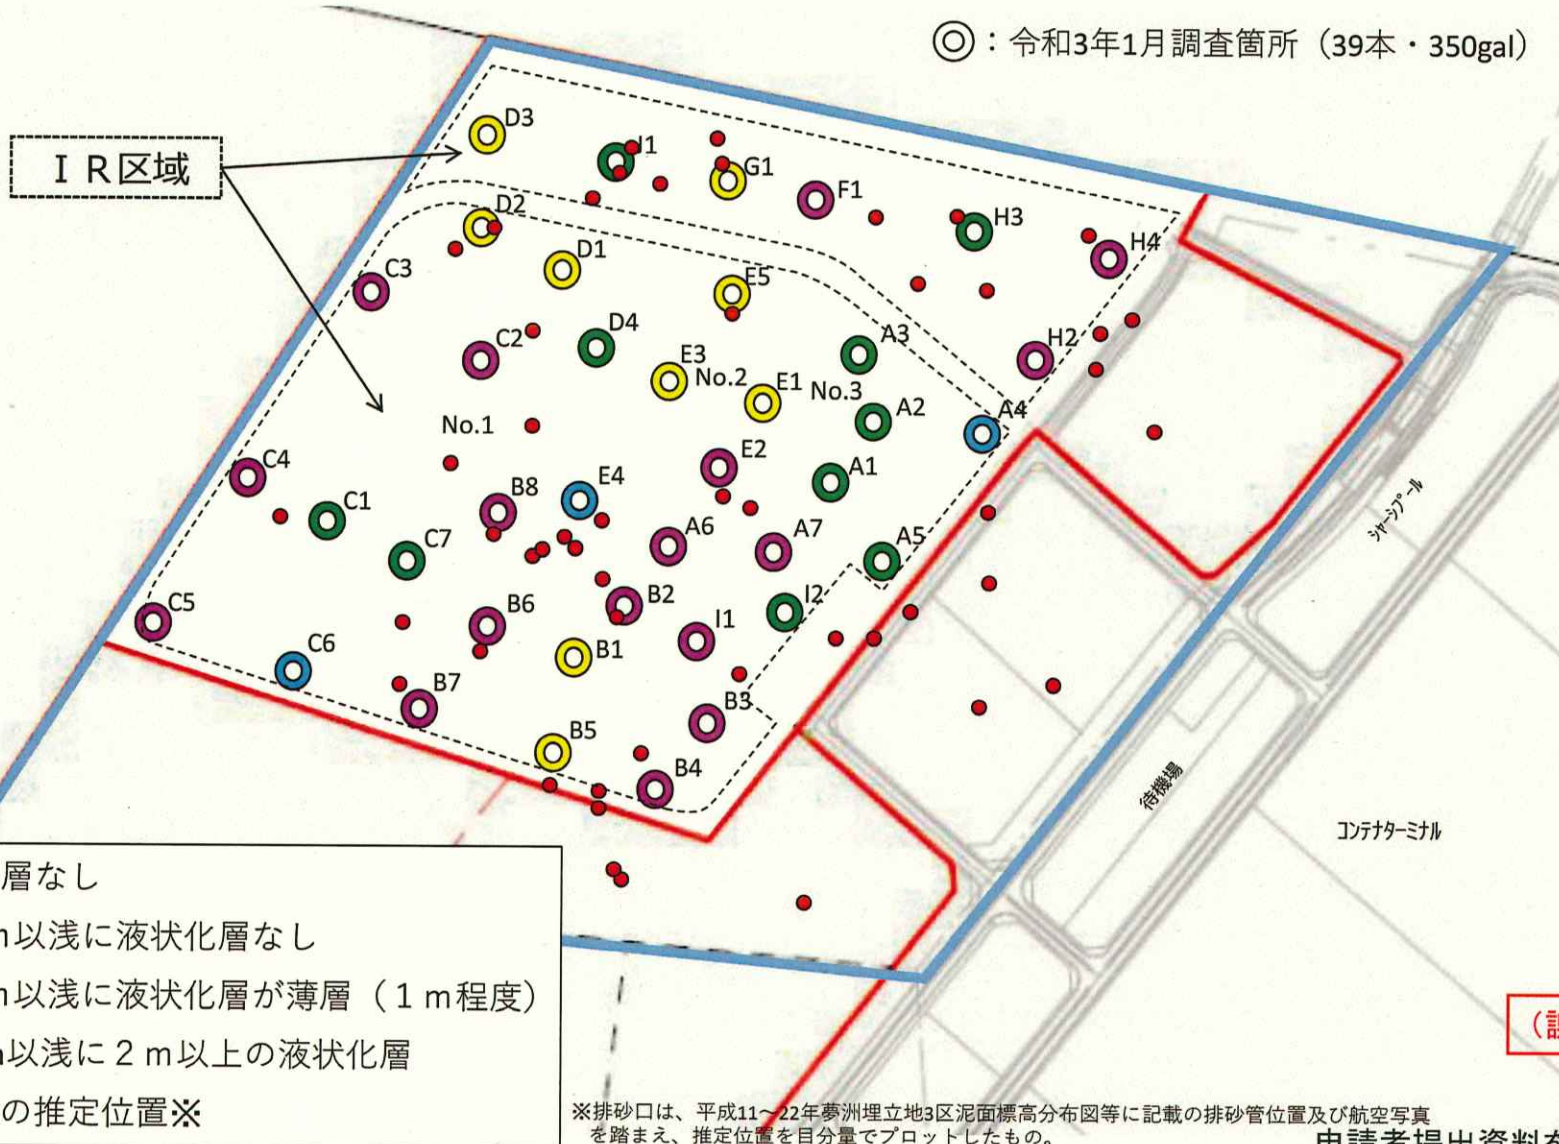 ◎：令和3年1月調査箇所（39本・350gal）
ＩＲ区域
D3
I1
G1
F1
D2
H3
H4
D1
C3
E5
D4
A3
C2
H2
E3
No.2
E1
No.3
A2
A4
No.1
E2
C4
A1
B8
E4
C1
A6
A7
A5
C7
C5
B6
B2
I2
I1
C6
B1
B7
B3
B5
B4
ｼｬｰｼﾌﾟｰﾙ
待機場
コンテナターミナル
層なし
以浅に液状化層なし
以浅に液状化層が薄層（１ｍ程度）
以浅に２ｍ以上の液状化層
の推定位置※
※排砂口は、平成11～22年夢洲埋立地3区泥面標高分布図等に記載の排砂管位置及び航空写真
を踏まえ、推定位置を目分量でプロットしたもの。
申請者提出資料